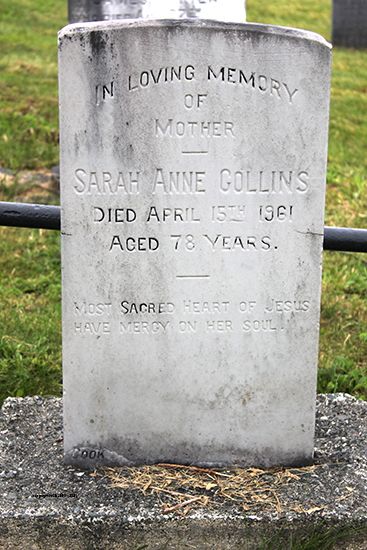 IN LOVING MEMORY
OF
MOTHER
SARAH ANNE COLLINS
DIED APRIL 15TH 1961
AGED 78 YEARS.
MOST SACRED HEART OF JESUS
HAVE MERCY ON HER SOUL